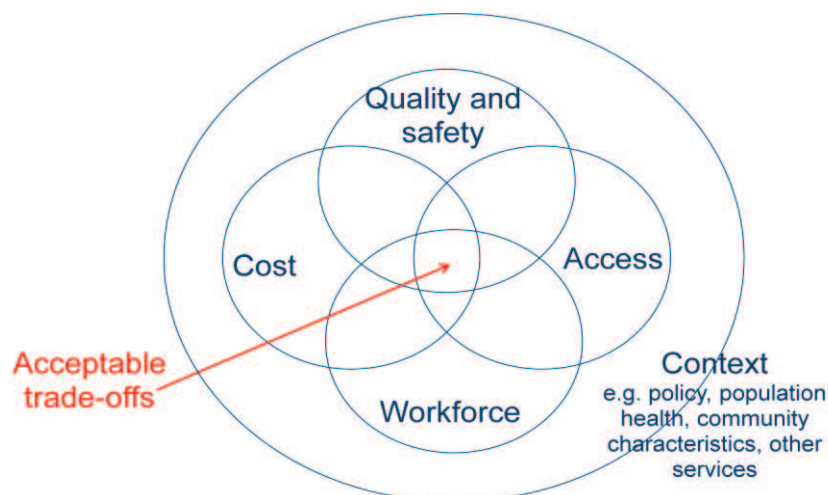 Quality and
safety
Cost
Access
Acceptable
trade-offs
Workforce
Context
e.g. policy, population
health, community
characteristics, other
services